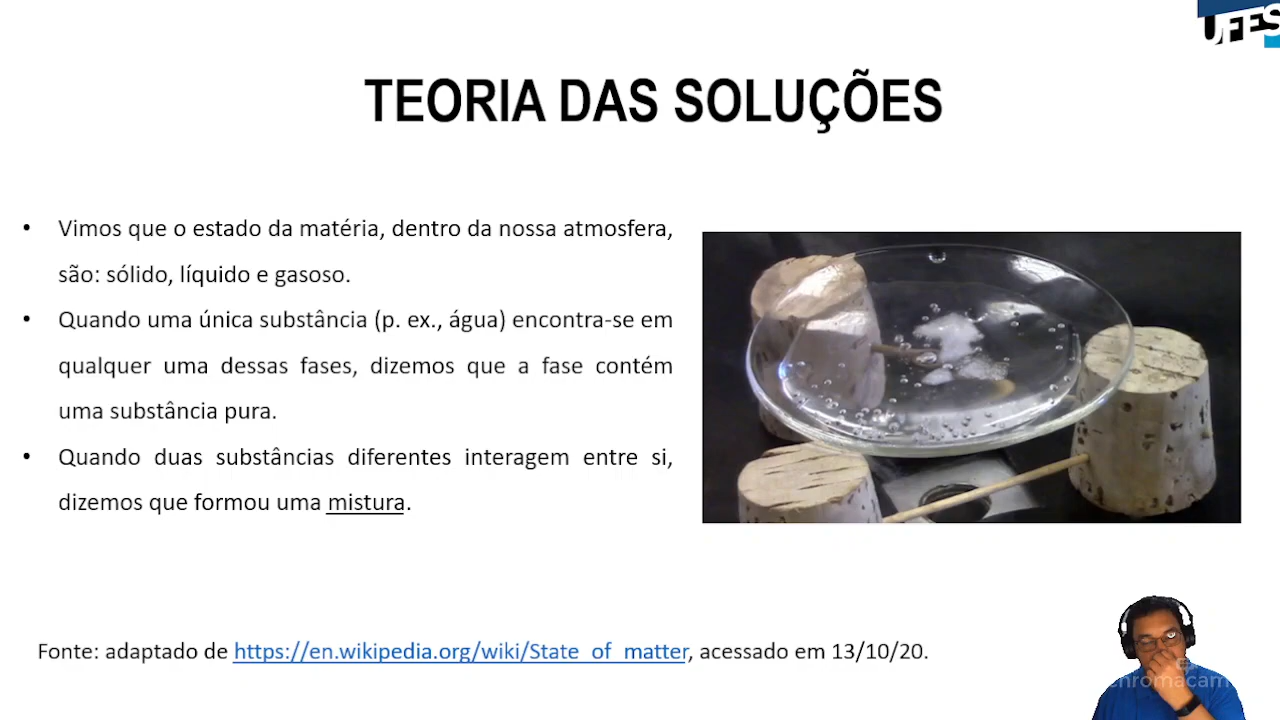 UFES
TEORIA DAS SOLUÇÕES
• Vimos que o estado da matéria, dentro da nossa atmosfera,
são: sólido, líquido e gasoso.
• Quando uma única substância (p. ex., água) encontra-se em
qualquer uma dessas fases, dizemos que a fase contém
uma substância pura.
• Quando duas substâncias diferentes interagem entre si,
dizemos que formou uma mistura.
Fonte: adaptado de https://en.wikipedia.org/wiki/State_of_matter, acessado em 13/10/20.